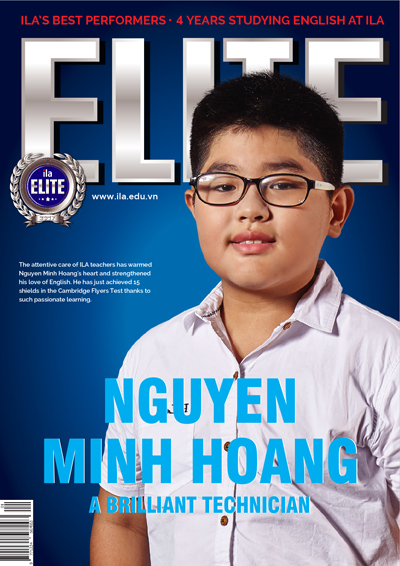 ILA'S BEST PERFORMERS • 4 YEARS STUDYING ENGLISH AT ILA
ELITE
ila
ELITE
2017
www.ila.edu.vn
The attentive care of ILA teachers has warmed
Nguyen Minh Hoang's heart and strengthened
his love of English. He has just achieved 15
shields in the Cambridge Flyers Test thanks to
such passionate learning.
NGUYEN
MINH HOANG
A BRILLIANT TECHNICIAN